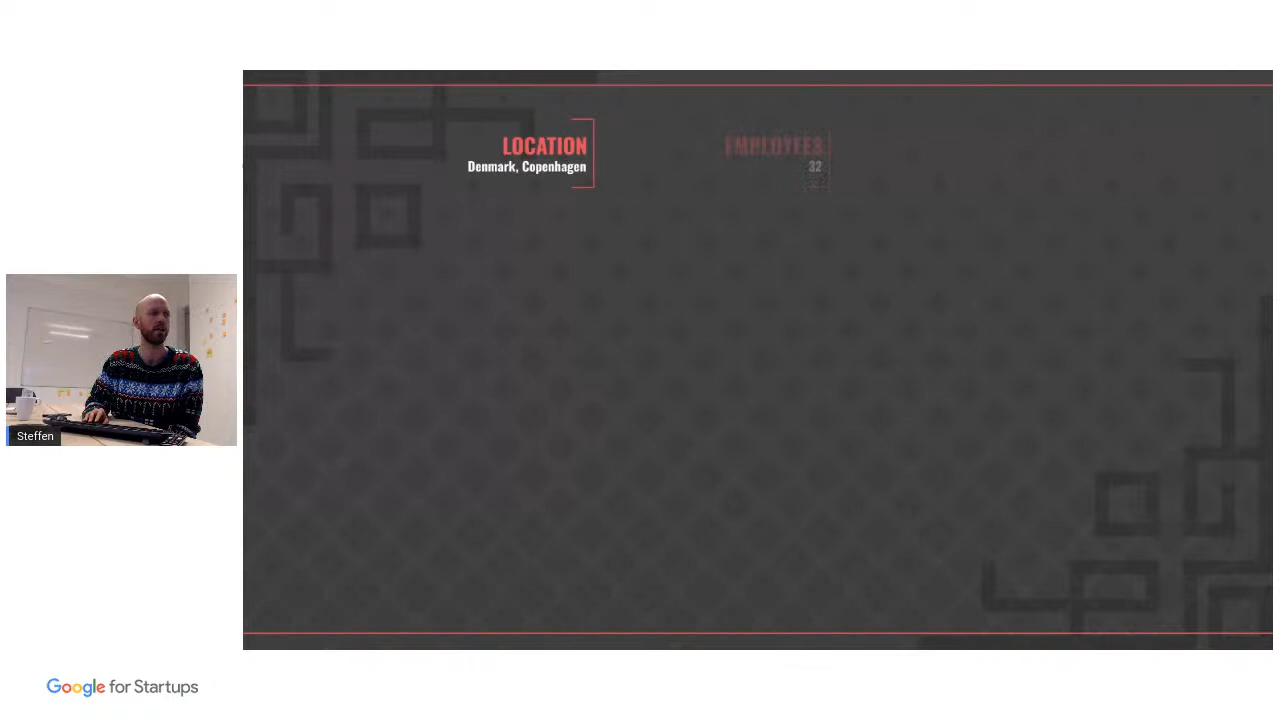 LOCATION
Denmark, Copenhagen
EMPLOYEES
32
Steffen
Google for Startups